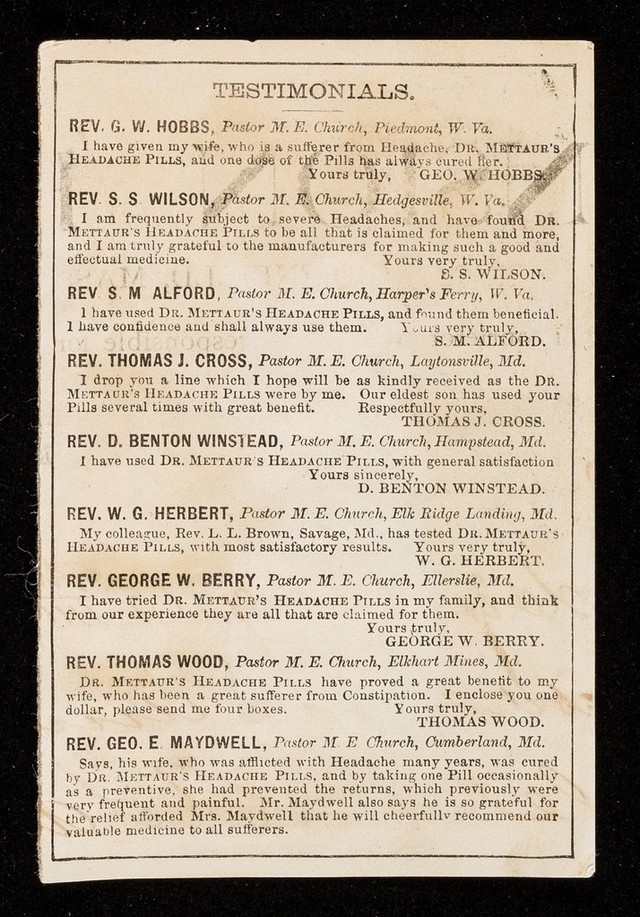 TESTIMONIALS.
REV. G. W. HOBBS, Pastor M. E. Church, Piedmont, W. Va.
I have given my wife, who is a sufferer from Headache, DR. METTAUR'S
HEADACHE PILLS, and one dose of the Pills has always cured her.
Yours truly, GEO. W. HOBBS.
REV. S. S WILSON, Pastor M. E. Church, Hedgesville, W. Va.
I am frequently subject to severe Headaches, and have found DR.
METTAUR'S HEADACHE PILLS to be all that is claimed for them and more,
and I am truly grateful to the manufacturers for making such a good and
effectual medicine. Yours very truly,
S. S. WILSON.
REV. S. M ALFORD, Pastor M. E. Church, Harper's Ferry, W. Va.
I have used DR. METTAUR'S HEADACHE PILLS, and found them beneficial.
I have confidence and shall always use them. Yours very truly,
S. M. ALFORD.
REV. THOMAS J. CROSS, Pastor M. E. Church, Laytonsville, Md.
I drop you a line which I hope will be as kindly received as the DR.
METTAUR'S HEADACHE PILLS were by me. Our eldest son has used your
Pills several times with great benefit. Respectfully yours,
THOMAS J. CROSS.
REV. D. BENTON WINSTEAD, Pastor M. E. Church, Hampstead, Md.
I have used DR. METTAUR'S HEADACHE PILLS, with general satisfaction
Yours sincerely,
D. BENTON WINSTEAD.
REV. W. G. HERBERT, Pastor M. E. Church, Elk Ridge Landing, Md.
My colleague, Rev. L. L. Brown, Savage, Md., has tested DR. METTAUR'S
HEADACHE PILLS, with most satisfactory results. Yours very truly,
W. G. HERBERT.
REV. GEORGE W. BERRY, Pastor M. E. Church, Ellerslie, Md.
I have tried DR. METTAUR'S HEADACHE PILLS in my family, and think
from our experience they are all that are claimed for them.
Yours truly,
GEORGE W. BERRY.
REV. THOMAS WOOD, Pastor M. E. Church, Elkhart Mines, Md.
DR. METTAUR'S HEADACHE PILLS have proved a great benefit to my
wife, who has been a great sufferer from Constipation. I enclose you one
dollar, please send me four boxes. Yours truly,
THOMAS WOOD.
REV. GEO. E MAYDWELL, Pastor M E Church, Cumberland, Md.
Says, his wife, who was afflicted with Headache many years, was cured
by DR. METTAUR'S HEADACHE PILLS, and by taking one Pill occasionally
as a preventive, she had prevented the returns, which previously were
very frequent and painful. Mr. Maydwell also says he is so grateful for
the relief afforded Mrs. Maydwell that he will cheerfully recommend our
valuable medicine to all sufferers.